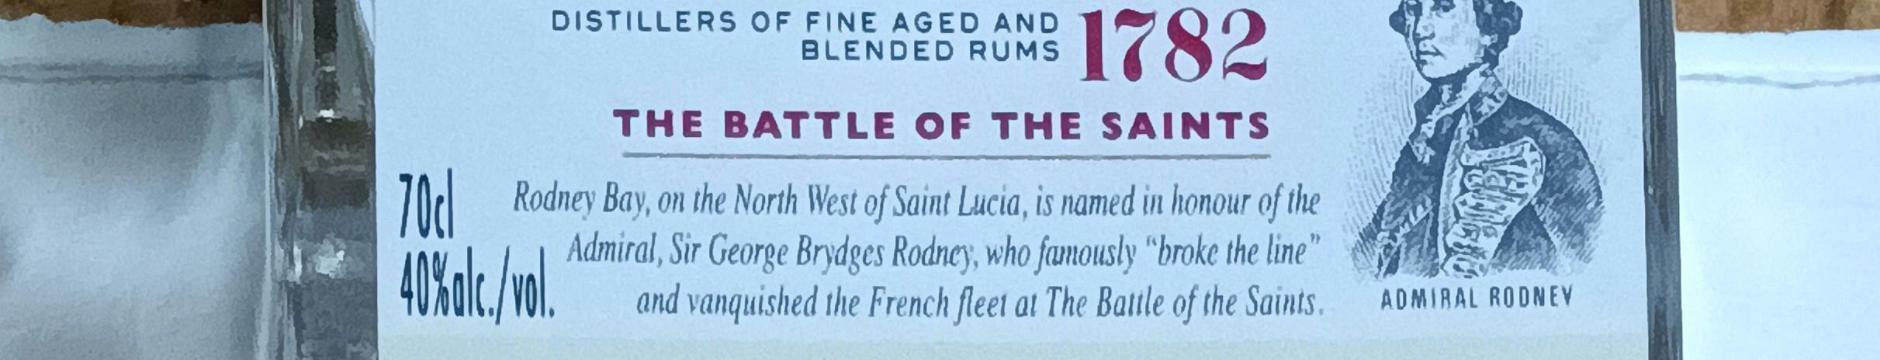 DISTILLERS OF FINE AGED AND
BLENDED RUMS
1782
THE BATTLE OF THE SAINTS
70cl
40%alc./vol.
Rodney Bay, on the North West of Saint Lucia, is named in honour of the
Admiral, Sir George Brydges Rodney, who famously "broke the line"
and vanquished the French fleet at The Battle of the Saints.
ADMIRAL RODNEY